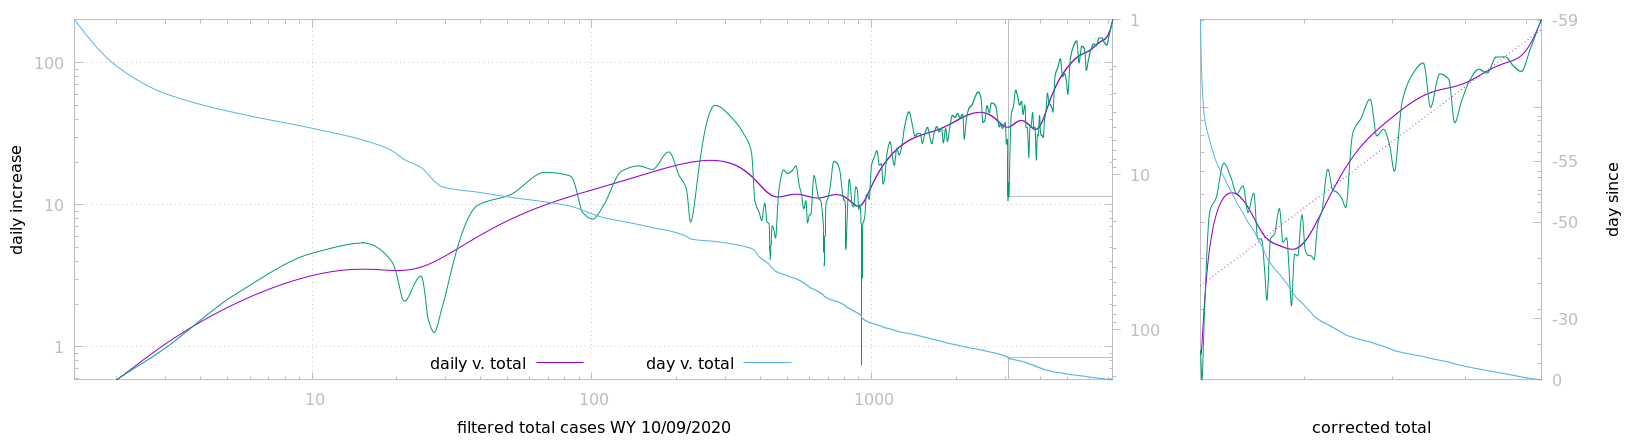 1 -59
100
daily increase
10 -55
10 -50
day since
100 -30
1
daily v. total day v. total
0
10 100 1000
filtered total cases WY 10/09/2020 corrected total